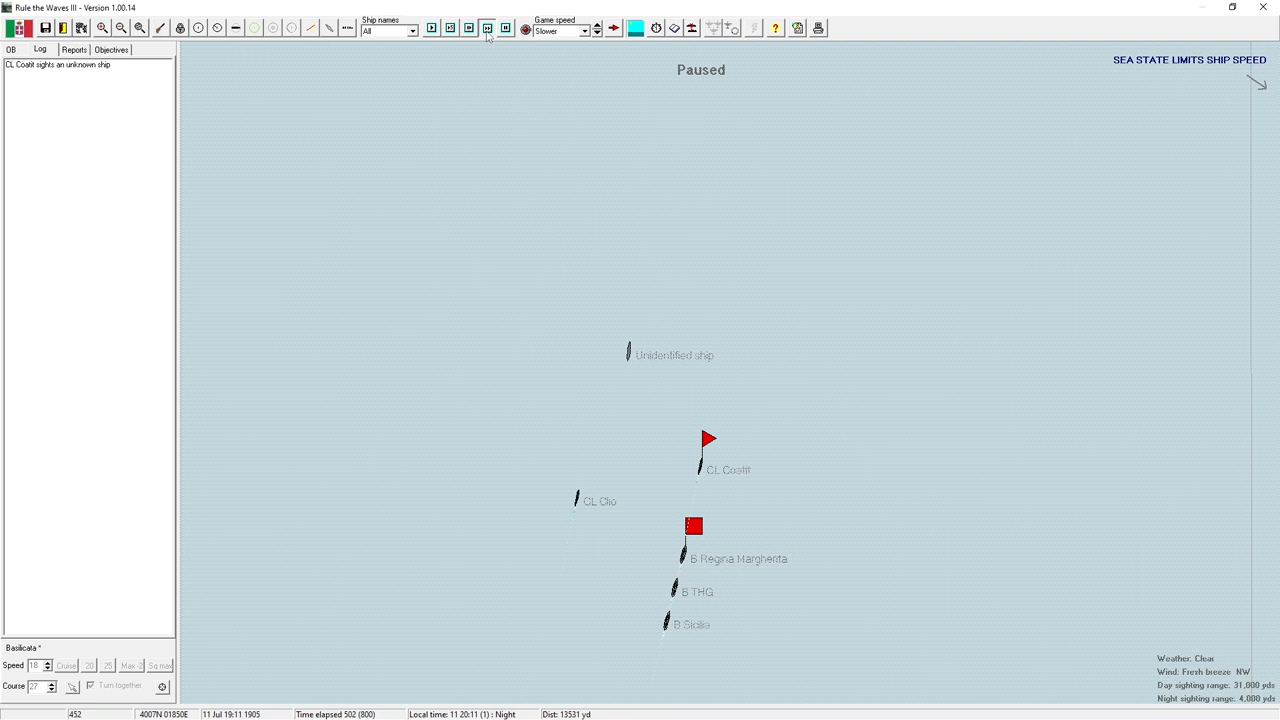 Rule the Waves III - Version 1.00.14
Ship names
All
Game speed
Slower
OB Log Reports Objectives
CL Coatit sights an unknown ship
Paused
SEA STATE LIMITS SHIP SPEED
Unidentified ship
CL Coatit
CL Clio
B Regina Margherita
B THG
B Sicilia
Basilicata *
Speed 18 Cruise 20 25 Max -2 Sq max
Course 27 Turn together
Weather: Clear
Wind: Fresh breeze NW
Day sighting range: 31,000 yds
Night sighting range: 4,000 yds
452 4007N 01850E 11 Jul 19:11 1905 Time elapsed 502 (800) Local time: 11 20:11 (1) : Night Dist: 13531 yd